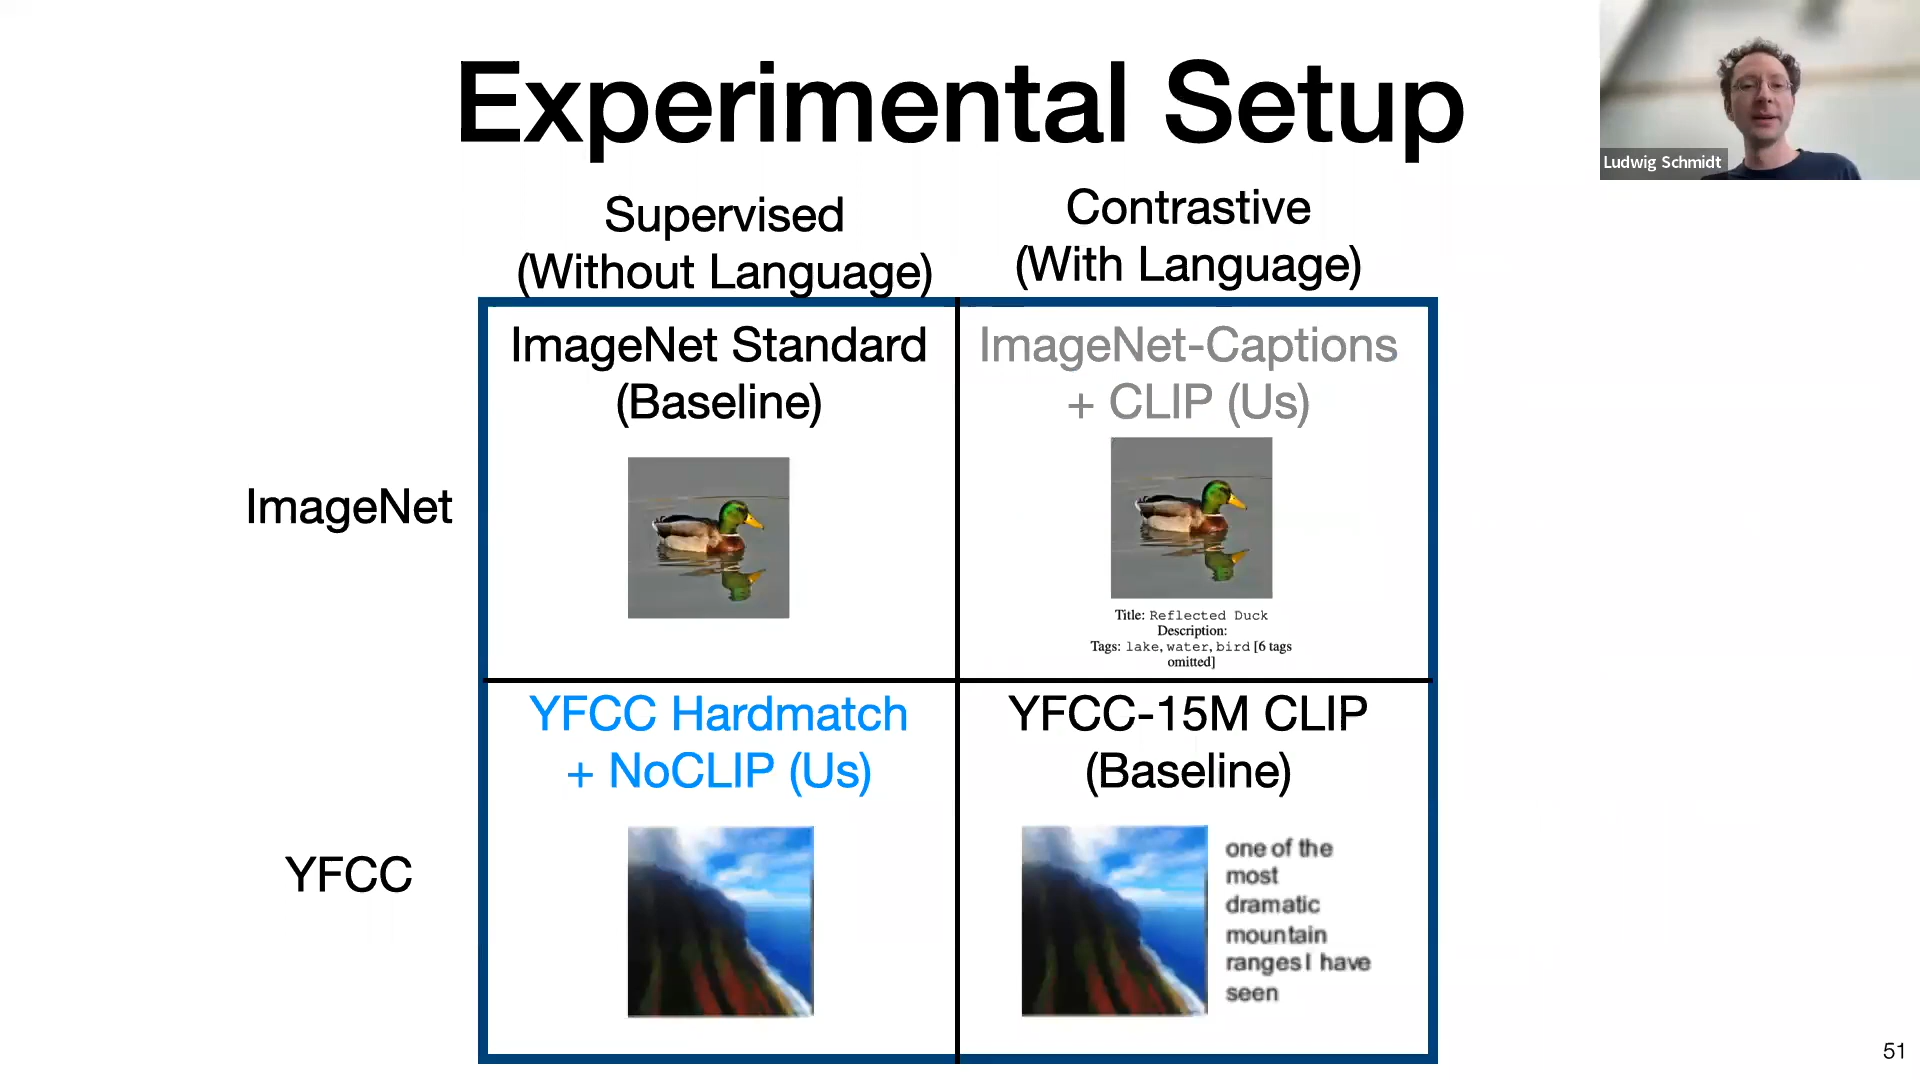 Experimental Setup
Ludwig Schmidt
Supervised
(Without Language)
Contrastive
(With Language)
ImageNet
ImageNet Standard
(Baseline)
ImageNet-Captions
+ CLIP (Us)
Title: Reflected Duck
Description:
Tags: lake, water, bird [6 tags
omitted]
YFCC
YFCC Hardmatch
+ NoCLIP (Us)
YFCC-15M CLIP
(Baseline)
one of the
most
dramatic
mountain
ranges I have
seen
51